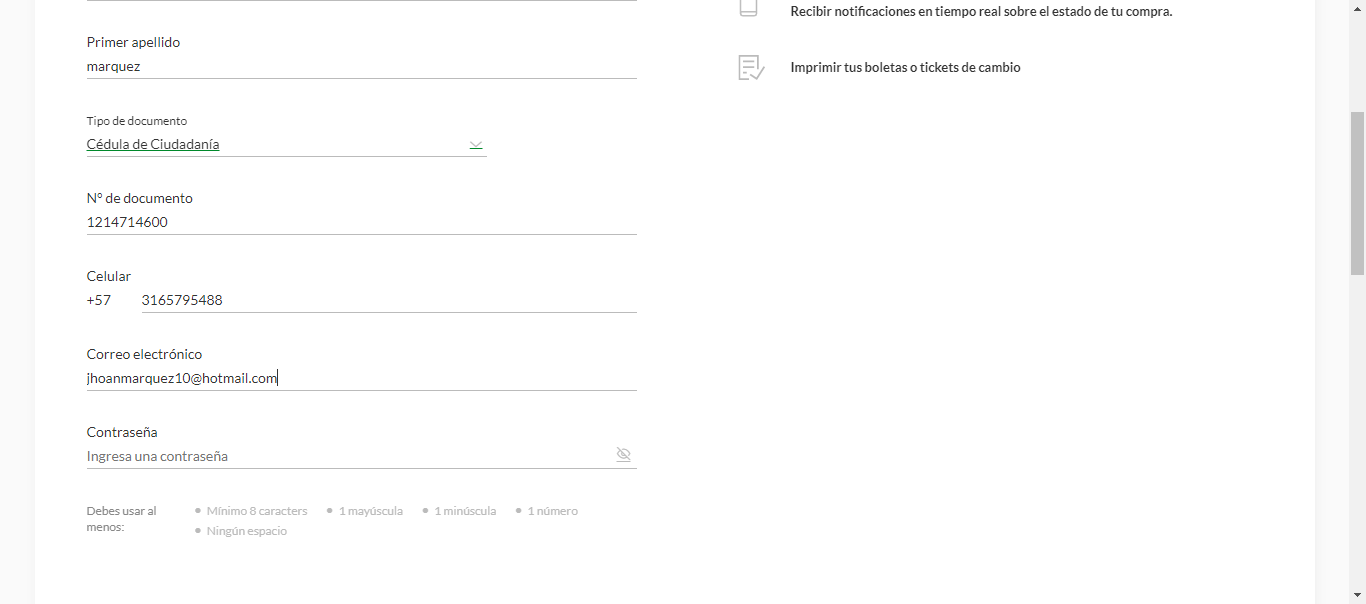 Recibir notificaciones en tiempo real sobre el estado de tu compra.
Imprimir tus boletas o tickets de cambio
Primer apellido
marquez
Tipo de documento
Cédula de Ciudadanía
N° de documento
1214714600
Celular
+57 3165795488
Correo electrónico
jhoanmarquez10@hotmail.com
Contraseña
Ingresa una contraseña
Debes usar al menos:
• Mínimo 8 caracters • 1 mayúscula • 1 minúscula • 1 número
• Ningún espacio